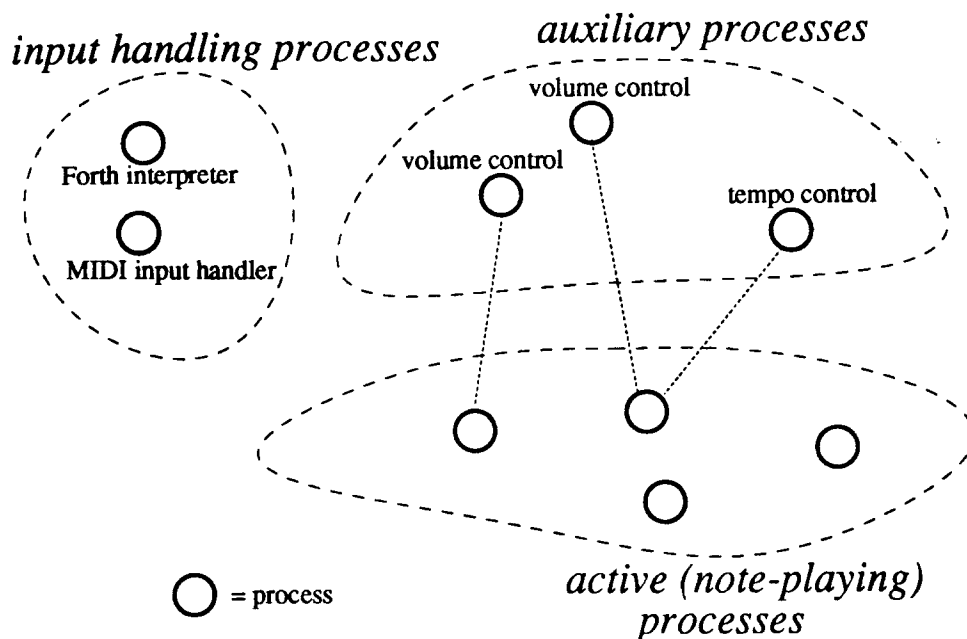 input handling processes
auxiliary processes
volume control
volume control
Forth interpreter
tempo control
MIDI input handler
active (note-playing)
processes
= process